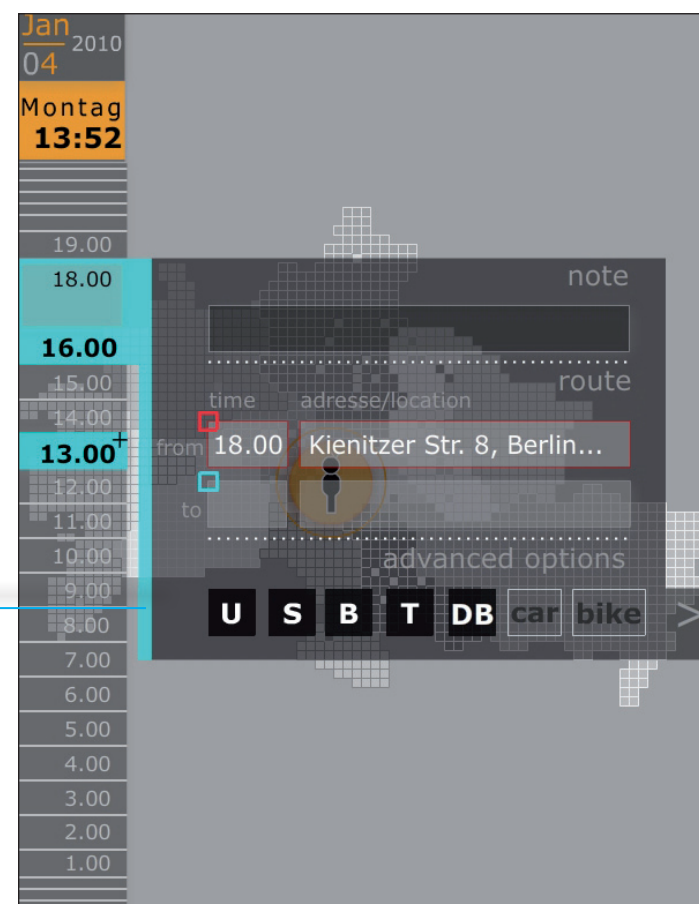 Jan
2010
04
Montag
13:52
19.00
18.00
16.00
15.00
14.00
13.00+
12.00
11.00
10.00
9.00
8.00
7.00
6.00
5.00
4.00
3.00
2.00
1.00
note
route
time adresse/location
from 18.00 Kienitzer Str. 8, Berlin...
to
advanced options
U S B T DB car bike >